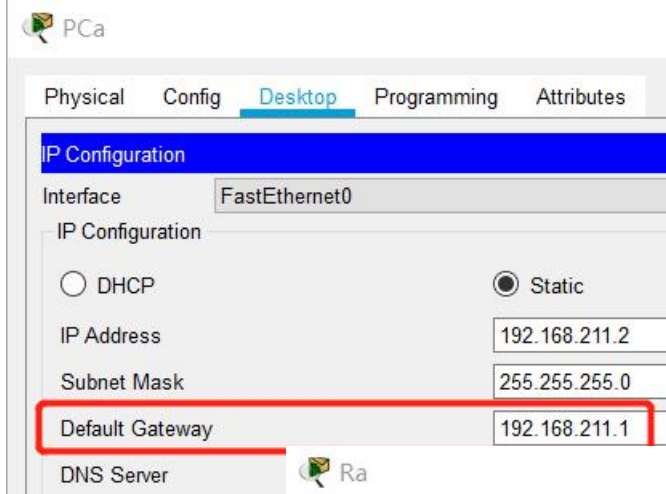 PCa
Physical Config Desktop Programming Attributes
IP Configuration
Interface FastEthernet0
IP Configuration
DHCP Static
IP Address 192.168.211.2
Subnet Mask 255.255.255.0
Default Gateway 192.168.211.1
DNS Server
Ra